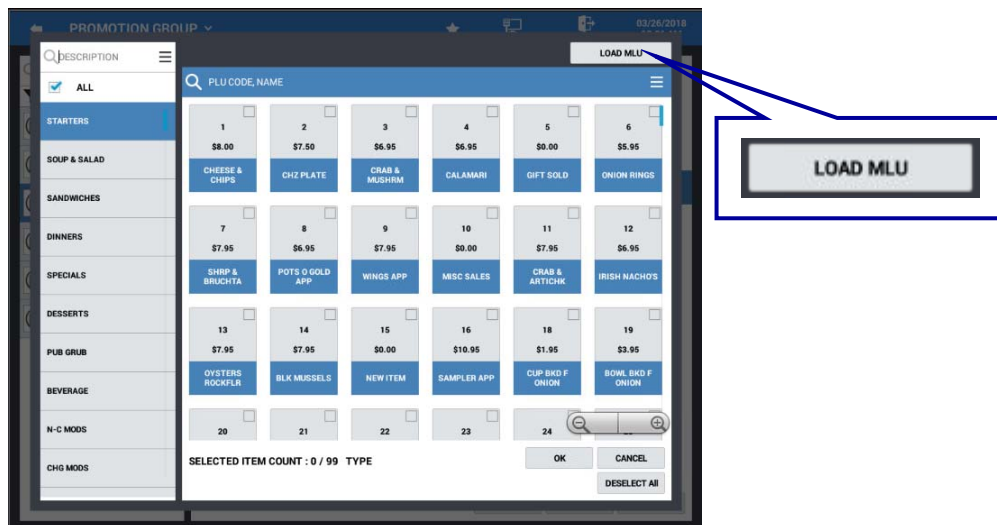 PROMOTION GROUP
03/26/2018
DESCRIPTION
LOAD MLU
ALL
PLU CODE, NAME
STARTERS
SOUP & SALAD
SANDWICHES
DINNERS
SPECIALS
DESSERTS
PUB GRUB
BEVERAGE
N-C MODS
CHG MODS
1 2 3 4 5 6
$8.00 $7.50 $6.95 $6.95 $0.00 $5.95
CHEESE & CHIPS CHZ PLATE CRAB & MUSHRM CALAMARI GIFT SOLD ONION RINGS
7 8 9 10 11 12
$7.95 $6.95 $7.95 $0.00 $7.95 $6.95
SHRP & BRUCHTA POTS O GOLD APP WINGS APP MISC SALES CRAB & ARTICHK IRISH NACHO'S
13 14 15 16 18 19
$7.95 $7.95 $0.00 $10.95 $1.95 $3.95
OYSTERS ROCKFLR BLK MUSSELS NEW ITEM SAMPLER APP CUP BKD F ONION BOWL BKD F ONION
20 21 22 23 24
SELECTED ITEM COUNT : 0 / 99 TYPE
OK CANCEL
DESELECT All
LOAD MLU